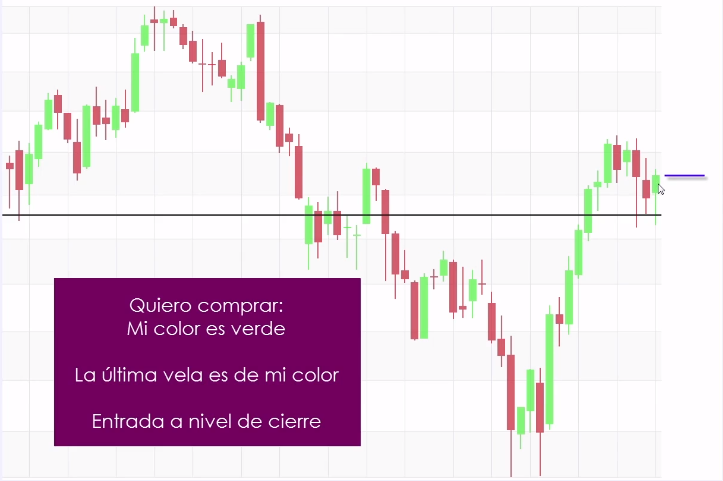 Quiero comprar:
Mi color es verde
La última vela es de mi color
Entrada a nivel de cierre